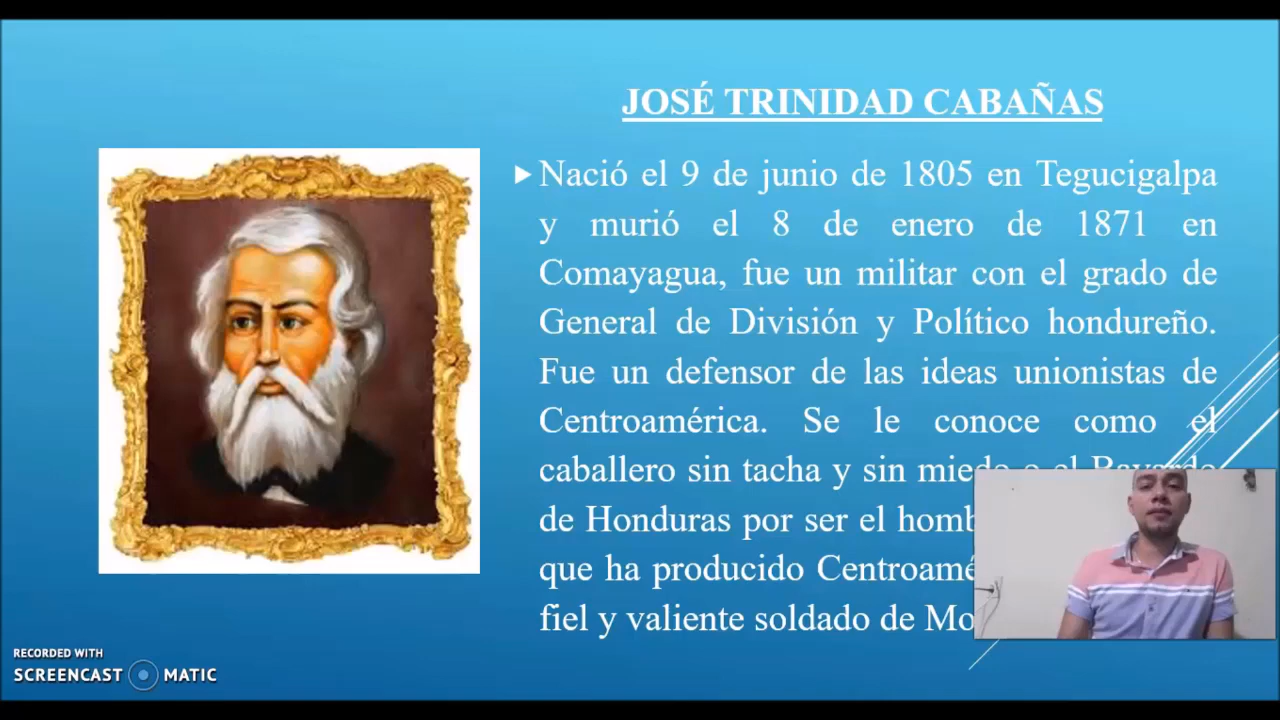 JOSÉ TRINIDAD CABAÑAS
Nació el 9 de junio de 1805 en Tegucigalpa
y murió el 8 de enero de 1871 en
Comayagua, fue un militar con el grado de
General de División y Político hondureño.
Fue un defensor de las ideas unionistas de
Centroamérica. Se le conoce como el
caballero sin tacha y sin miedo o el Bayardo
de Honduras por ser el
que ha producido
fiel y valiente soldado de
RECORDED WITH
SCREENCAST MATIC